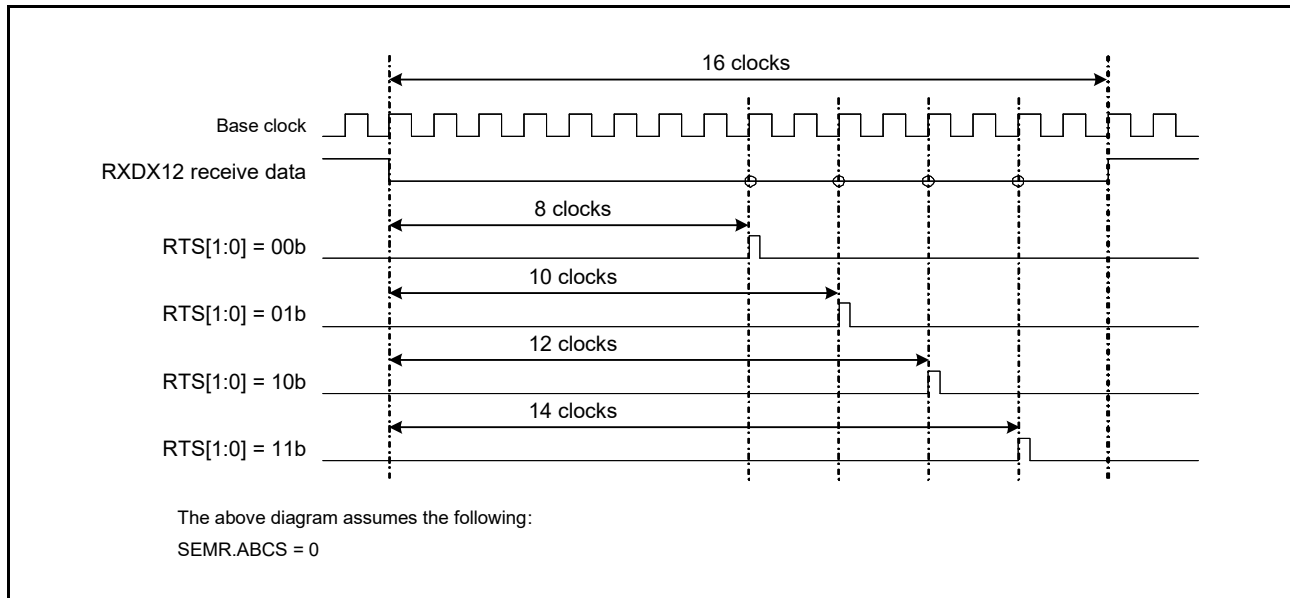 16 clocks
Base clock
RXDX12 receive data
8 clocks
RTS[1:0] = 00b
10 clocks
RTS[1:0] = 01b
12 clocks
RTS[1:0] = 10b
14 clocks
RTS[1:0] = 11b
The above diagram assumes the following:
SEMR.ABCS = 0